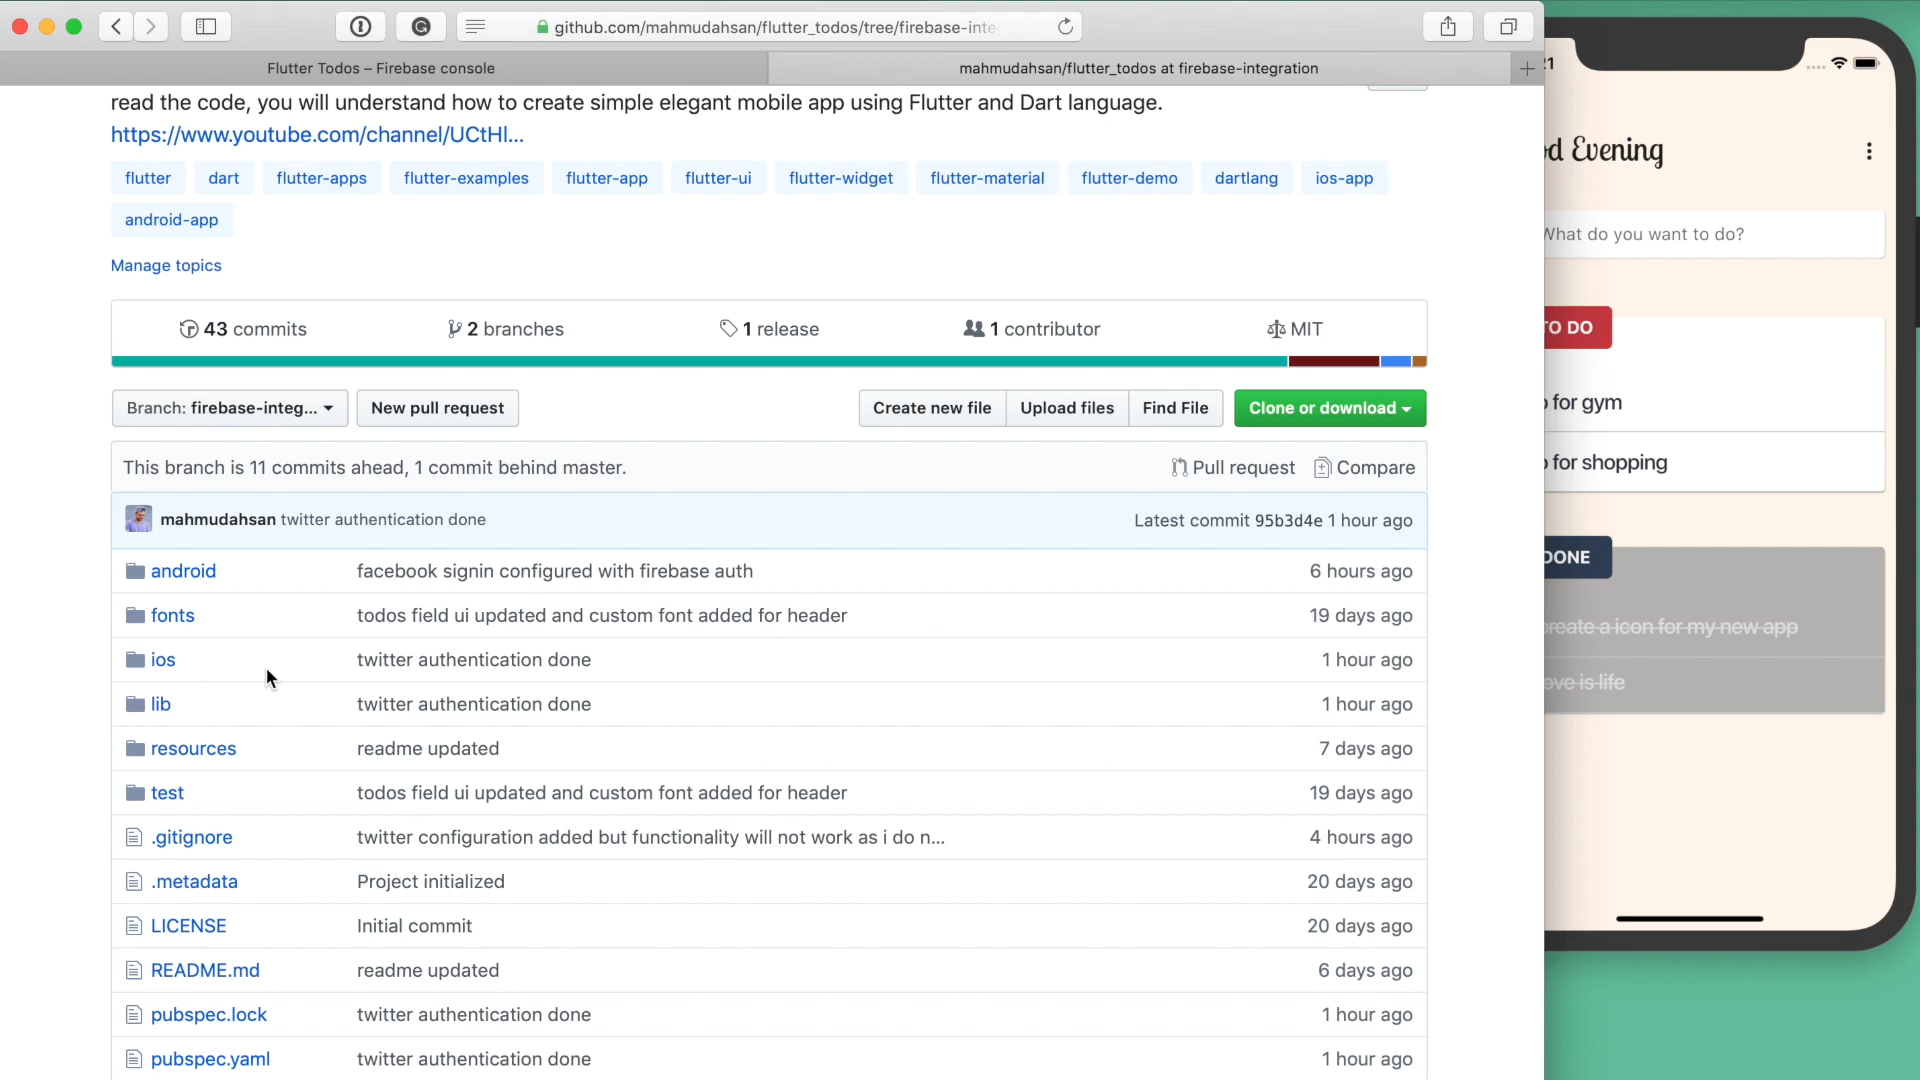 github.com/mahmudahsan/flutter_todos/tree/firebase-inte
Flutter Todos – Firebase console
mahmudahsan/flutter_todos at firebase-integration
read the code, you will understand how to create simple elegant mobile app using Flutter and Dart language.
https://www.youtube.com/channel/UCtHl...
flutter dart flutter-apps flutter-examples flutter-app flutter-ui flutter-widget flutter-material flutter-demo dartlang ios-app
android-app
Manage topics
43 commits 2 branches 1 release 1 contributor MIT
Branch: firebase-integ... New pull request Create new file Upload files Find File Clone or download
This branch is 11 commits ahead, 1 commit behind master. Pull request Compare
mahmudahsan twitter authentication done Latest commit 95b3d4e 1 hour ago
android facebook signin configured with firebase auth 6 hours ago
fonts todos field ui updated and custom font added for header 19 days ago
ios twitter authentication done 1 hour ago
lib twitter authentication done 1 hour ago
resources readme updated 7 days ago
test todos field ui updated and custom font added for header 19 days ago
.gitignore twitter configuration added but functionality will not work as i do n... 4 hours ago
.metadata Project initialized 20 days ago
LICENSE Initial commit 20 days ago
README.md readme updated 6 days ago
pubspec.lock twitter authentication done 1 hour ago
pubspec.yaml twitter authentication done 1 hour ago
Evening
What do you want to do?
TO DO
for gym
for shopping
DONE
create a icon for my new app
is life